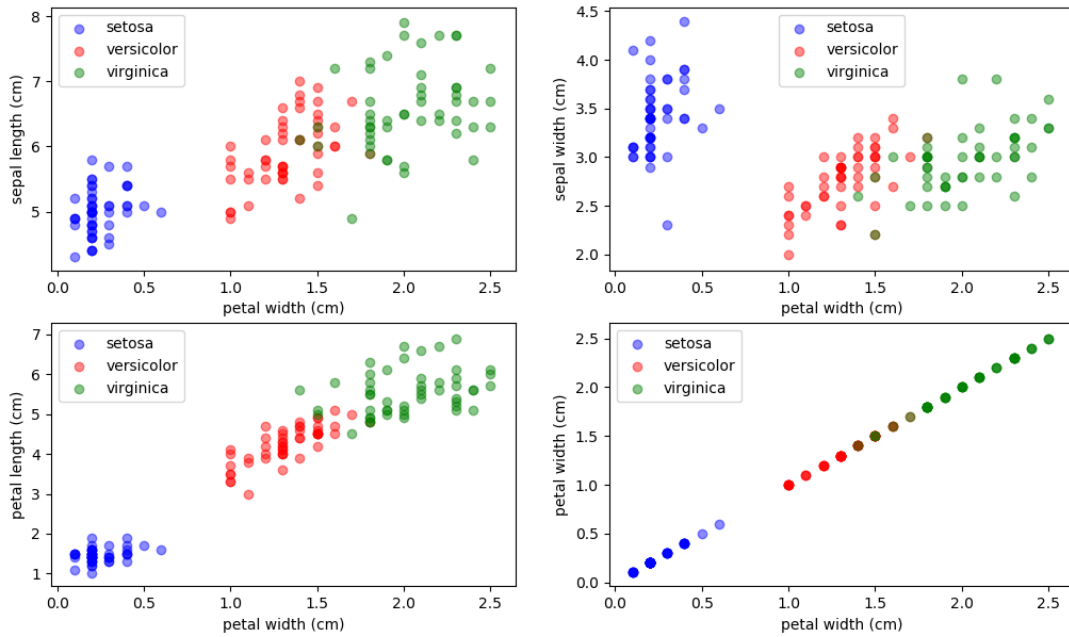 8
7
6
5
sepal length (cm)
setosa
versicolor
virginica
0.0 0.5 1.0 1.5 2.0 2.5
petal width (cm)
4.5
4.0
3.5
3.0
2.5
2.0
sepal width (cm)
setosa
versicolor
virginica
0.0 0.5 1.0 1.5 2.0 2.5
petal width (cm)
7
6
5
4
3
2
1
petal length (cm)
setosa
versicolor
virginica
0.0 0.5 1.0 1.5 2.0 2.5
petal width (cm)
2.5
2.0
1.5
1.0
0.5
0.0
petal width (cm)
setosa
versicolor
virginica
0.0 0.5 1.0 1.5 2.0 2.5
petal width (cm)